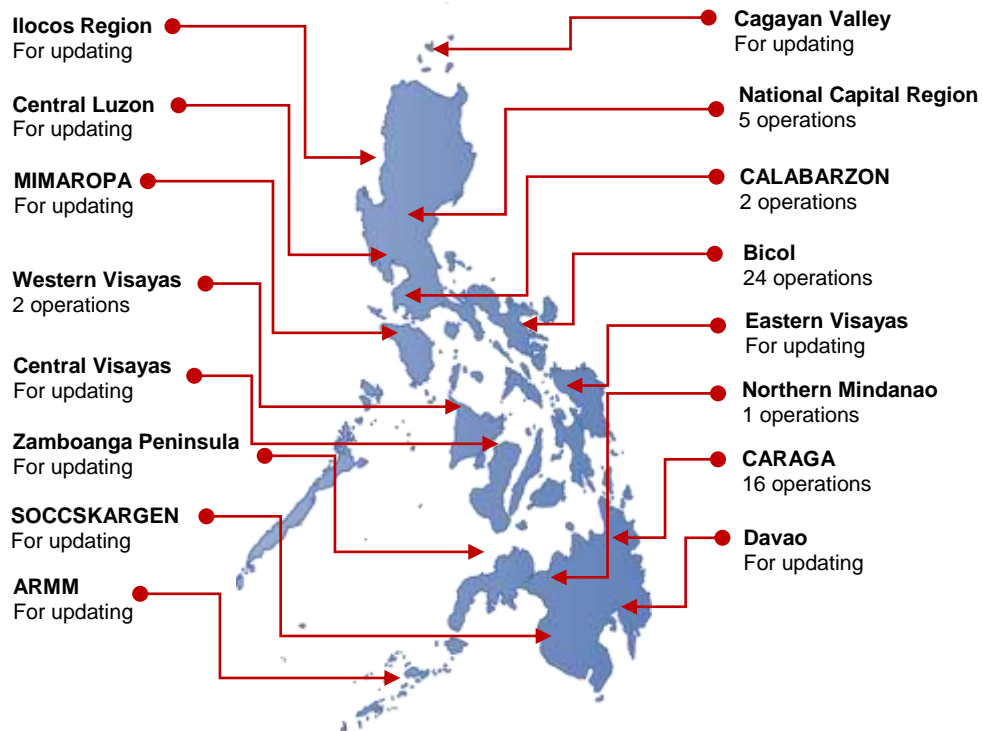 Ilocos Region
For updating
Central Luzon
For updating
MIMAROPA
For updating
Western Visayas
2 operations
Central Visayas
For updating
Zamboanga Peninsula
For updating
SOCCSKARGEN
For updating
ARMM
For updating
Cagayan Valley
For updating
National Capital Region
5 operations
CALABARZON
2 operations
Bicol
24 operations
Eastern Visayas
For updating
Northern Mindanao
1 operations
CARAGA
16 operations
Davao
For updating